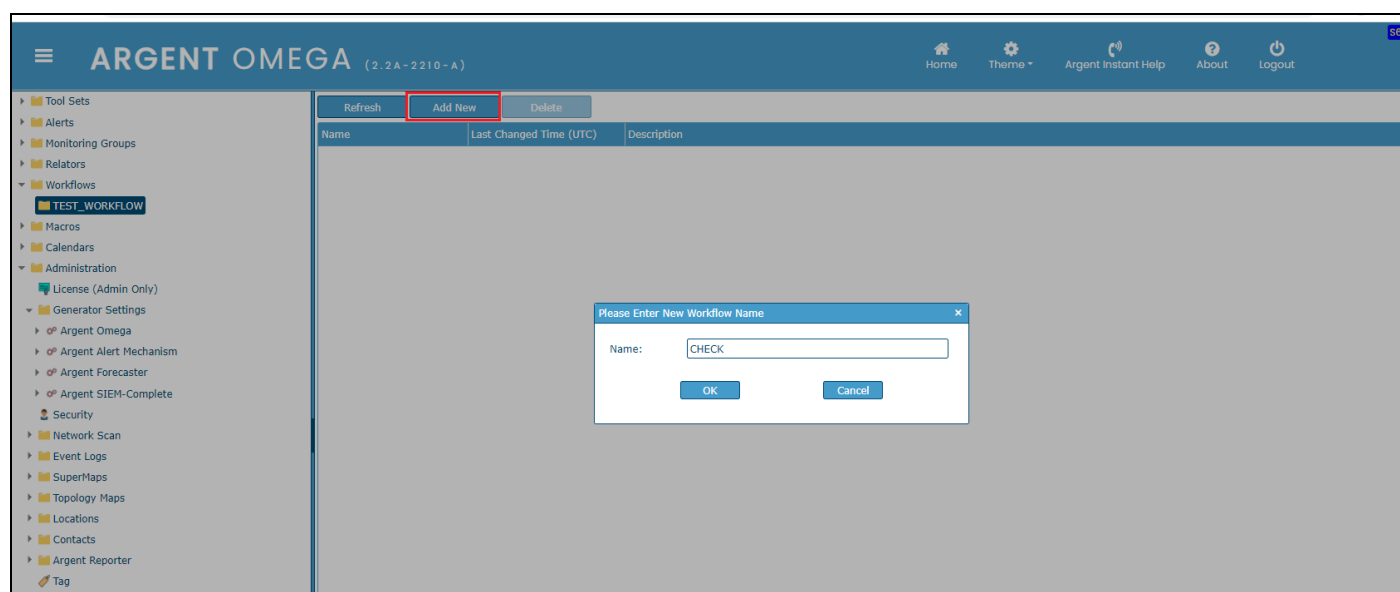 ARGENT OMEGA (2.2A-2210-A)
Home
Theme
Argent Instant Help
About
Logout
Tool Sets
Alerts
Monitoring Groups
Relators
Workflows
TEST_WORKFLOW
Macros
Calendars
Administration
License (Admin Only)
Generator Settings
Argent Omega
Argent Alert Mechanism
Argent Forecaster
Argent SIEM-Complete
Security
Network Scan
Event Logs
SuperMaps
Topology Maps
Locations
Contacts
Argent Reporter
Tag
Refresh Add New Delete
Name Last Changed Time (UTC) Description
Please Enter New Workflow Name ×
Name: CHECK
OK Cancel